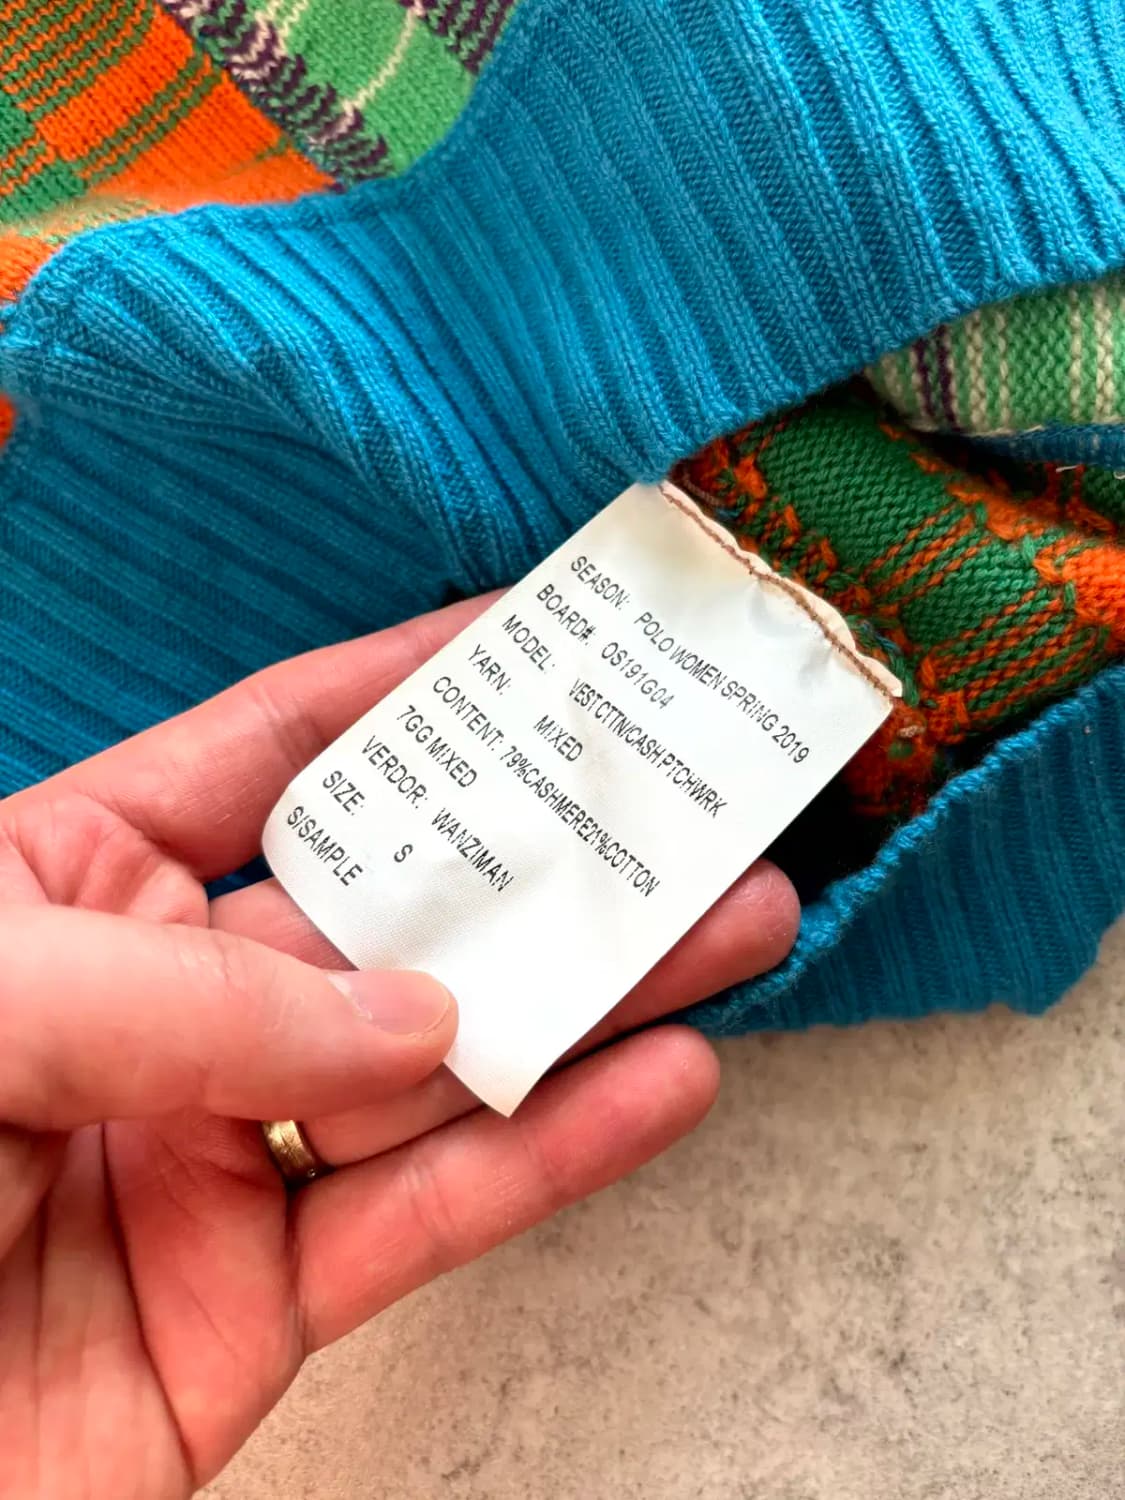 SEASON: POLO WOMEN SPRING 2019
BOARD#: OS191G04
MODEL: VEST CTTN/CASH PTCHWRK
YARN: MIXED
CONTENT: 79%CASHMERE21%COTTON
7GG MIXED
VERDOR: WANZIMAN
SIZE: S
S/SAMPLE